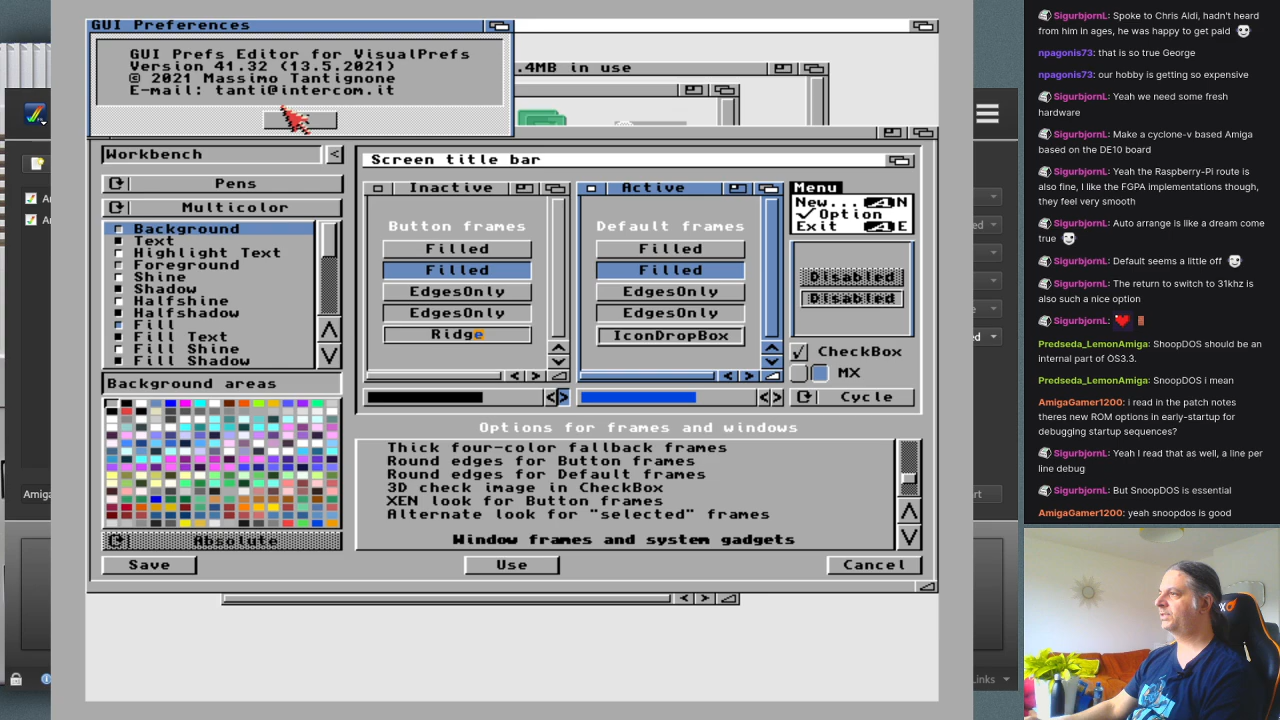 GUI Preferences
GUI Prefs Editor for VisualPrefs
Version 41.32 (13.5.2021)
© 2021 Massimo Tantignone
E-mail: tanti@intercom.it
.4MB in use
Workbench
Pens
Multicolor
Background
Text
Highlight Text
Foreground
Shine
Shadow
Halfshine
Halfshadow
Fill
Fill Text
Fill Shine
Fill Shadow
Background areas
Absolute
Screen title bar
Inactive
Button frames
Filled
Filled
EdgesOnly
EdgesOnly
Ridge
Active
Default frames
Filled
Filled
EdgesOnly
EdgesOnly
IconDropBox
Menu
New... A N
Option
Exit A E
Disabled
Disabled
CheckBox
MX
Cycle
Options for frames and windows
Thick four-color fallback frames
Round edges for Button frames
Round edges for Default frames
3D check image in CheckBox
XEN look for Button frames
Alternate look for "selected" frames
Window frames and system gadgets
Save
Use
Cancel
Amiga
Links
SigurbjornL: Spoke to Chris Aldi, hadn't heard
from him in ages, he was happy to get paid
npagonis73: that is so true George
npagonis73: our hobby is getting so expensive
SigurbjornL: Yeah we need some fresh
hardware
SigurbjornL: Make a cyclone-v based Amiga
based on the DE10 board
SigurbjornL: Yeah the Raspberry-Pi route is
also fine, I like the FGPA implementations though,
they feel very smooth
SigurbjornL: Auto arrange is like a dream come
true
SigurbjornL: Default seems a little off
SigurbjornL: The return to switch to 31khz is
also such a nice option
SigurbjornL:
Predseda_LemonAmiga: ShoopDOS should be an
internal part of OS3.3.
Predseda_LemonAmiga: SnoopDOS i mean
AmigaGamer1200: i read in the patch notes
theres new ROM options in early-startup for
debugging startup sequences?
SigurbjornL: Yeah I read that as well, a line per
line debug
SigurbjornL: But SnoopDOS is essential
AmigaGamer1200: yeah snoopdos is good